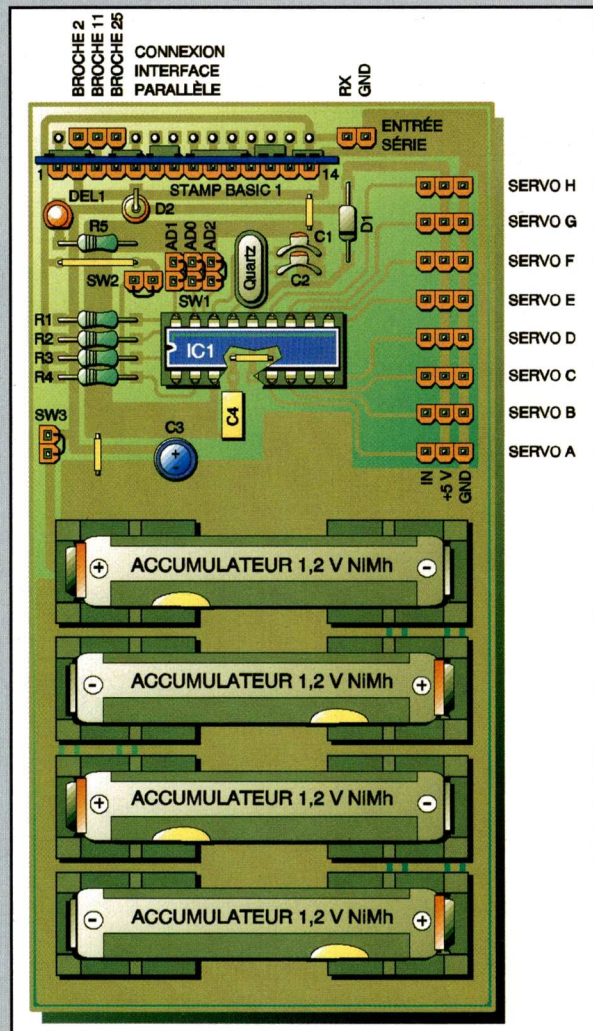 BROCHE 2
BROCHE 11
BROCHE 25
CONNEXION
INTERFACE
PARALLÈLE
RX
GND
ENTRÉE
SÉRIE
1
14
STAMP BASIC 1
DEL1
D2
R5
AD1
AD0
AD2
SW2
SW1
Quartz
C1
C2
D1
SERVO H
SERVO G
SERVO F
SERVO E
SERVO D
SERVO C
SERVO B
SERVO A
R1
R2
R3
R4
IC1
SW3
C3
+
-
C4
IN
+5 V
GND
+ ACCUMULATEUR 1,2 V NiMh -
- ACCUMULATEUR 1,2 V NiMh +
+ ACCUMULATEUR 1,2 V NiMh -
- ACCUMULATEUR 1,2 V NiMh +